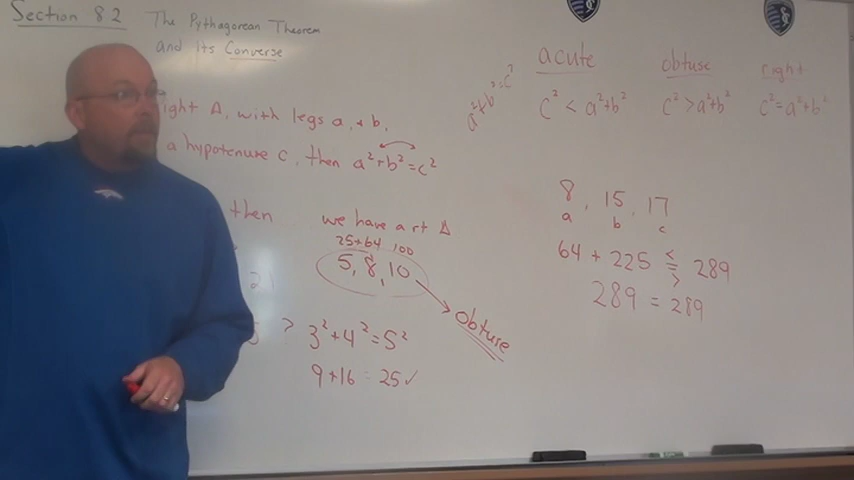 Section 8.2 The Pythagorean Theorem
and Its Converse
ight Δ, with legs a, + b,
a hypotenuse c, then a²+b²=c²
then we have a rt Δ
25+64 100
5, 8, 10
obtuse
3²+4²=5²
9+16=25✓
a²+b²=c²
acute obtuse right
c² < a²+b² c² > a²+b² c²=a²+b²
8, 15, 17
a b c
64 + 225 < = > 289
289 = 289